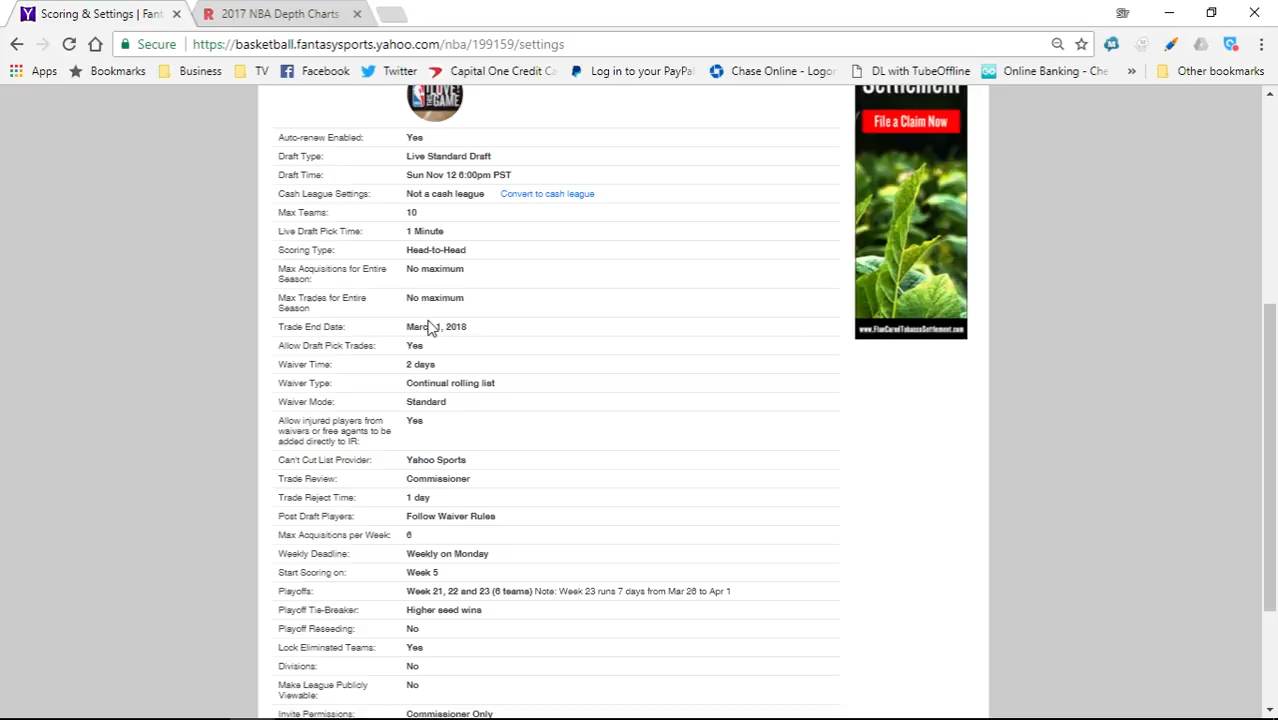 Scoring & Settings | Fant
2017 NBA Depth Charts
Secure
https://basketball.fantasysports.yahoo.com/nba/199159/settings
Apps
Bookmarks
Business
TV
Facebook
Twitter
Capital One Credit Ca
Log in to your PayPal
Chase Online - Logon
DL with TubeOffline
Online Banking - Che
Other bookmarks
I LOVE
THE GAME
Settlement
File a Claim Now
www.FlueCuredTobaccoSettlement.com
Auto-renew Enabled: Yes
Draft Type: Live Standard Draft
Draft Time: Sun Nov 12 6:00pm PST
Cash League Settings: Not a cash league Convert to cash league
Max Teams: 10
Live Draft Pick Time: 1 Minute
Scoring Type: Head-to-Head
Max Acquisitions for Entire No maximum
Season:
Max Trades for Entire No maximum
Season
Trade End Date: 2018
Allow Draft Pick Trades: Yes
Waiver Time: 2 days
Waiver Type: Continual rolling list
Waiver Mode: Standard
Allow injured players from Yes
waivers or free agents to be
added directly to IR:
Can't Cut List Provider: Yahoo Sports
Trade Review: Commissioner
Trade Reject Time: 1 day
Post Draft Players: Follow Waiver Rules
Max Acquisitions per Week: 6
Weekly Deadline: Weekly on Monday
Start Scoring on: Week 5
Playoffs: Week 21, 22 and 23 (6 teams) Note: Week 23 runs 7 days from Mar 26 to Apr 1
Playoff Tie-Breaker: Higher seed wins
Playoff Reseeding: No
Lock Eliminated Teams: Yes
Divisions: No
Make League Publicly No
Viewable:
Invite Permissions: Commissioner Only